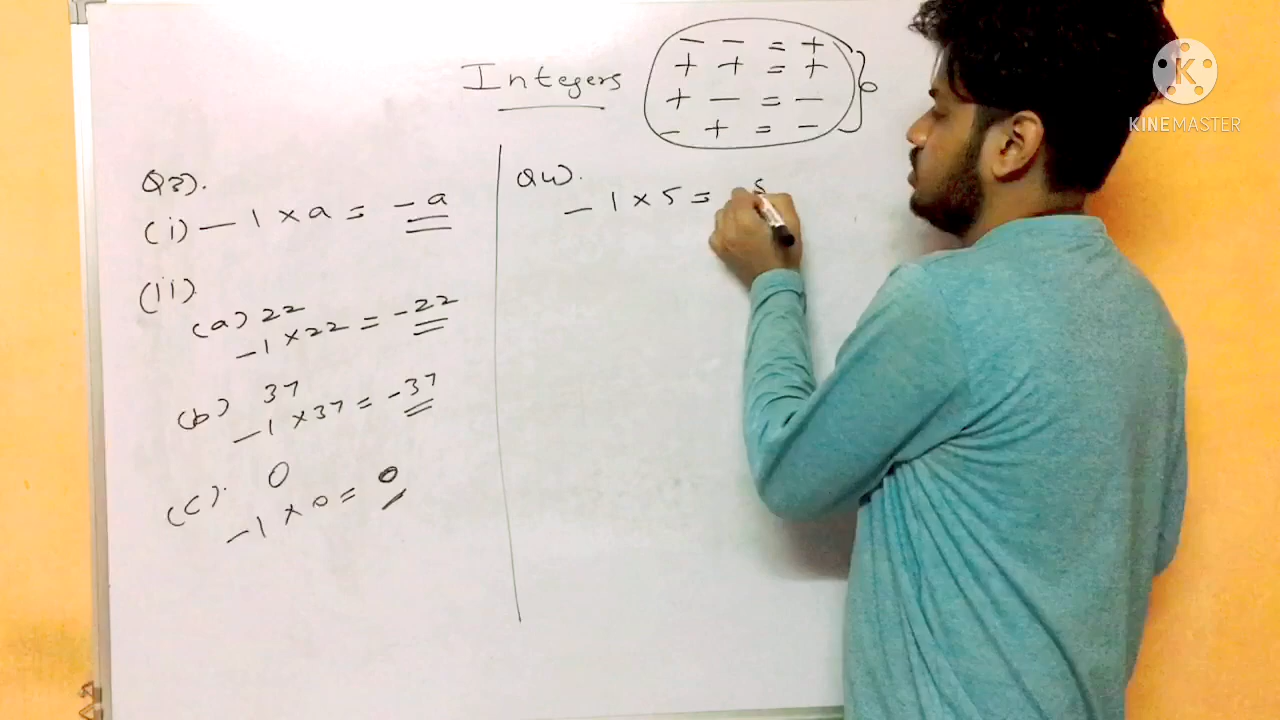 Integers
- - = +
+ + = +
+ - = -
- + = -
Q3).
(i) - 1 × a = - a
(ii)
(a) 22
-1 × 22 = -22
(b) 37
-1 × 37 = -37
(c). 0
-1 × 0 = 0
Q4).
- 1 × 5 = 5
KINEMASTER